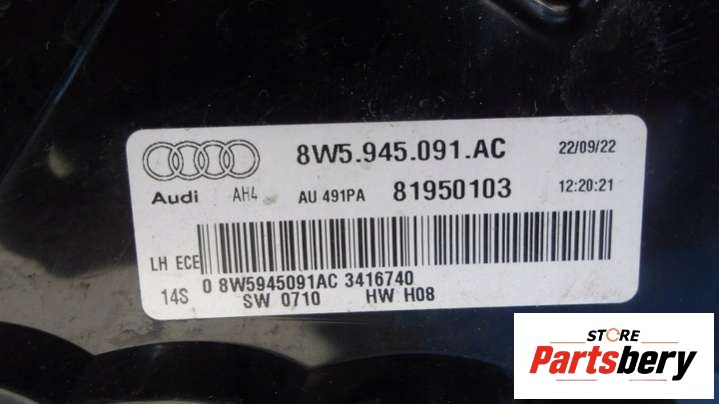 8W5.945.091.AC 22/09/22
Audi AH4 AU 491PA 81950103 12:20:21
LH ECE
0 8W5945091AC 3416740
14S SW 0710 HW H08
STORE
Partsbery